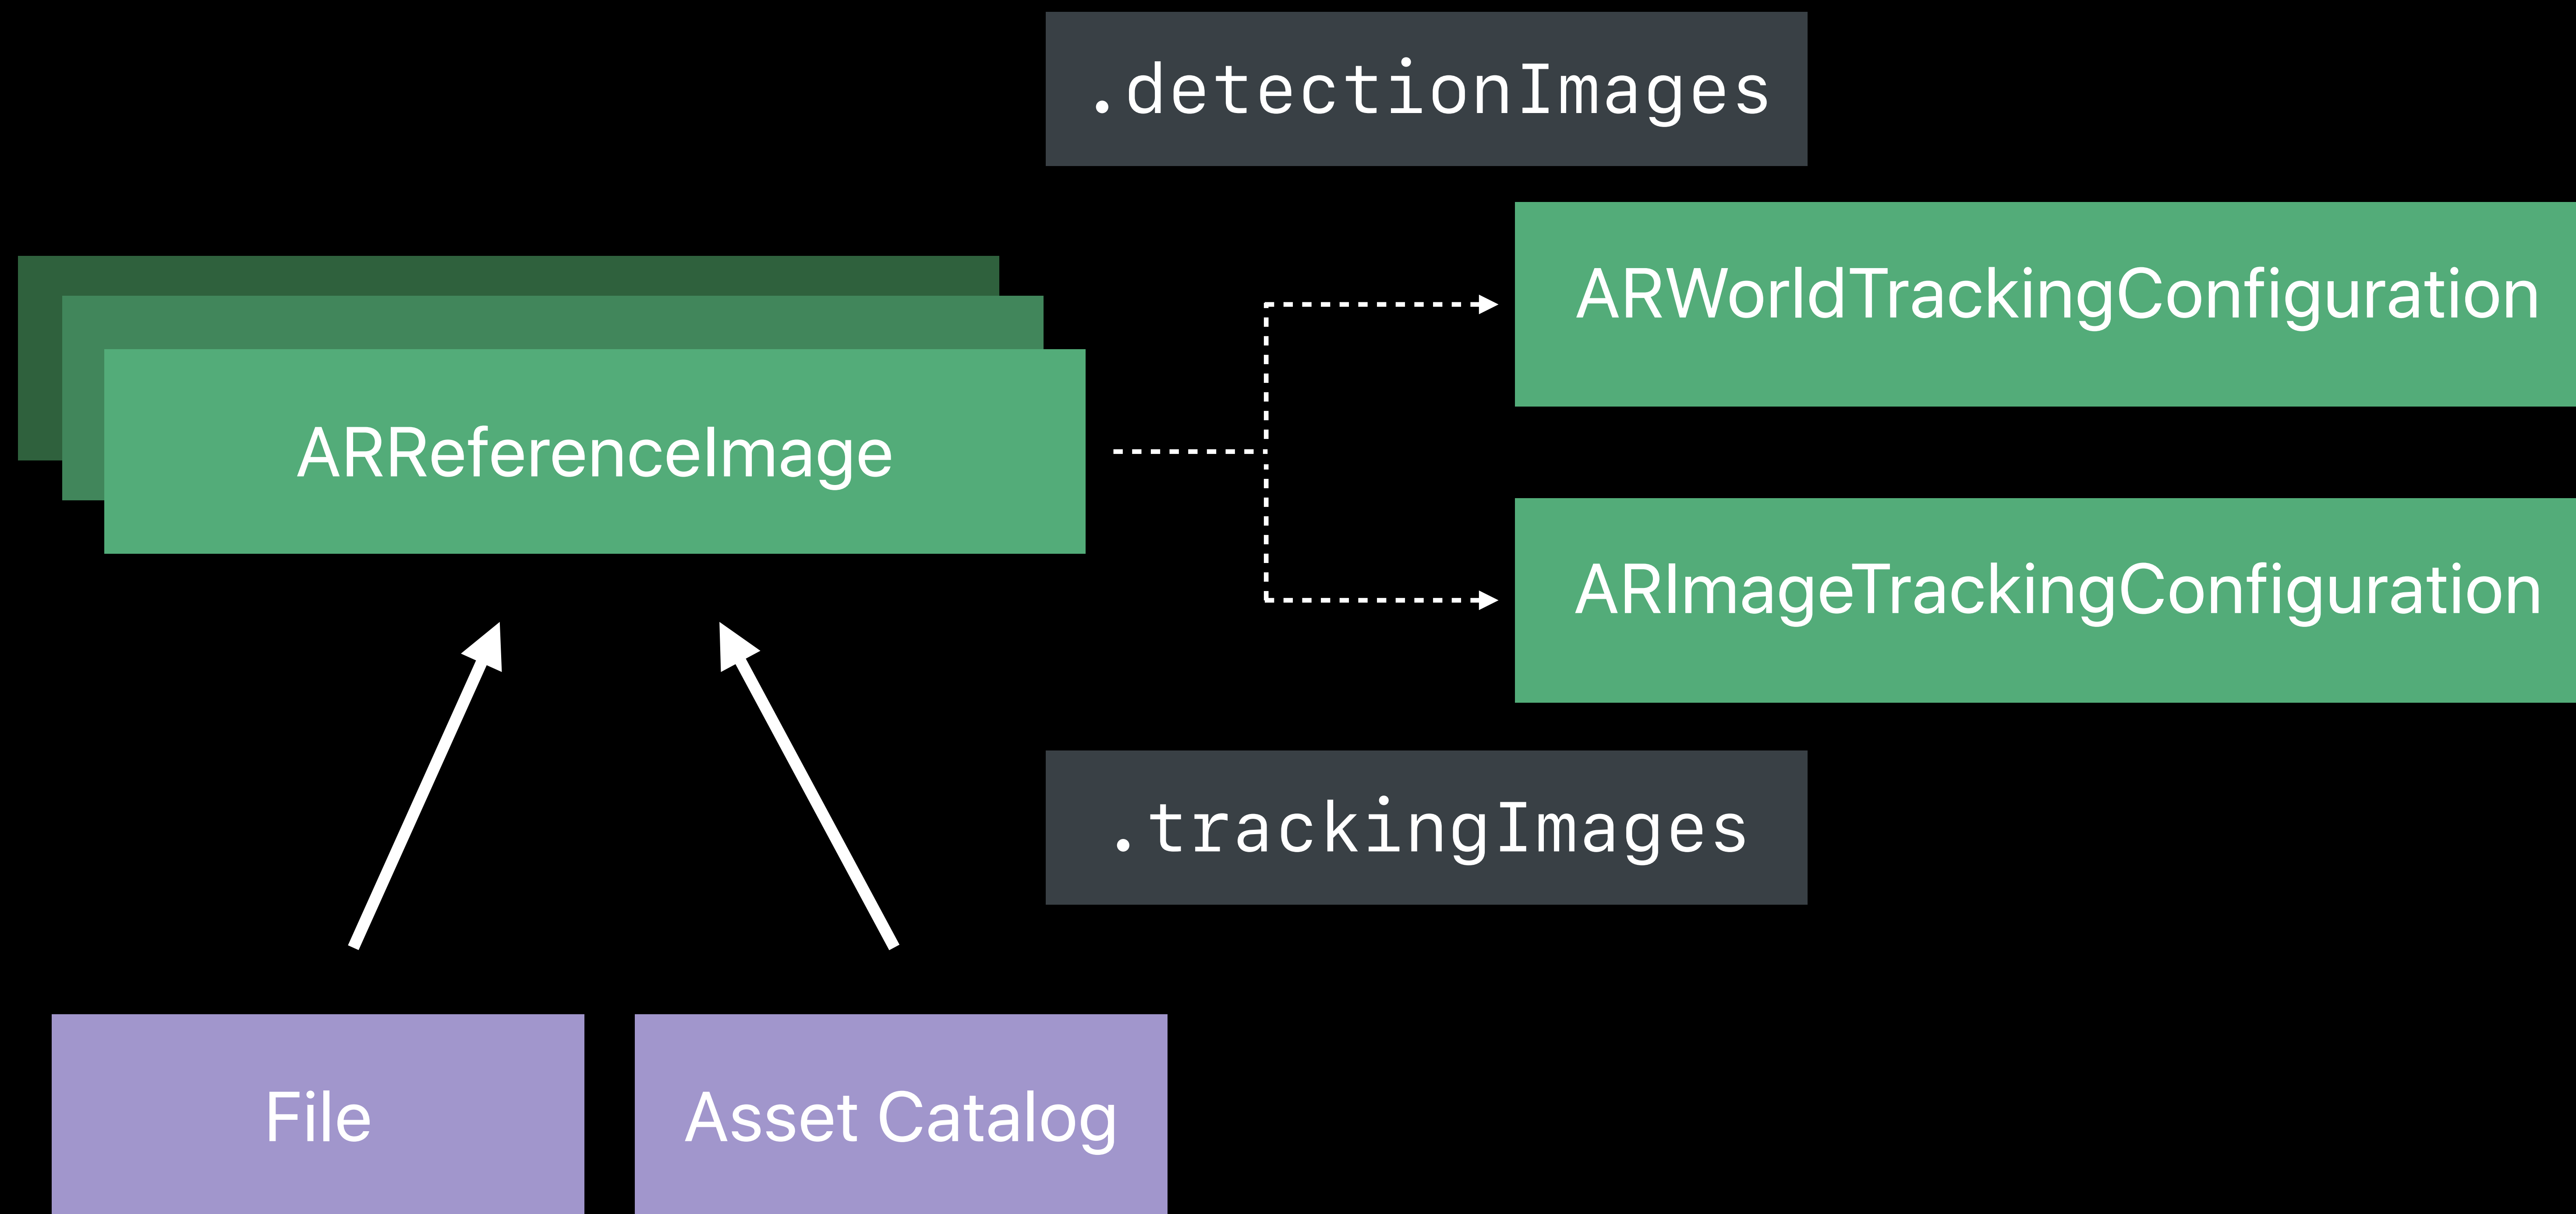 .detectionImages
ARWorldTrackingConfiguration
ARReferenceImage
ARImageTrackingConfiguration
.trackingImages
File
Asset Catalog